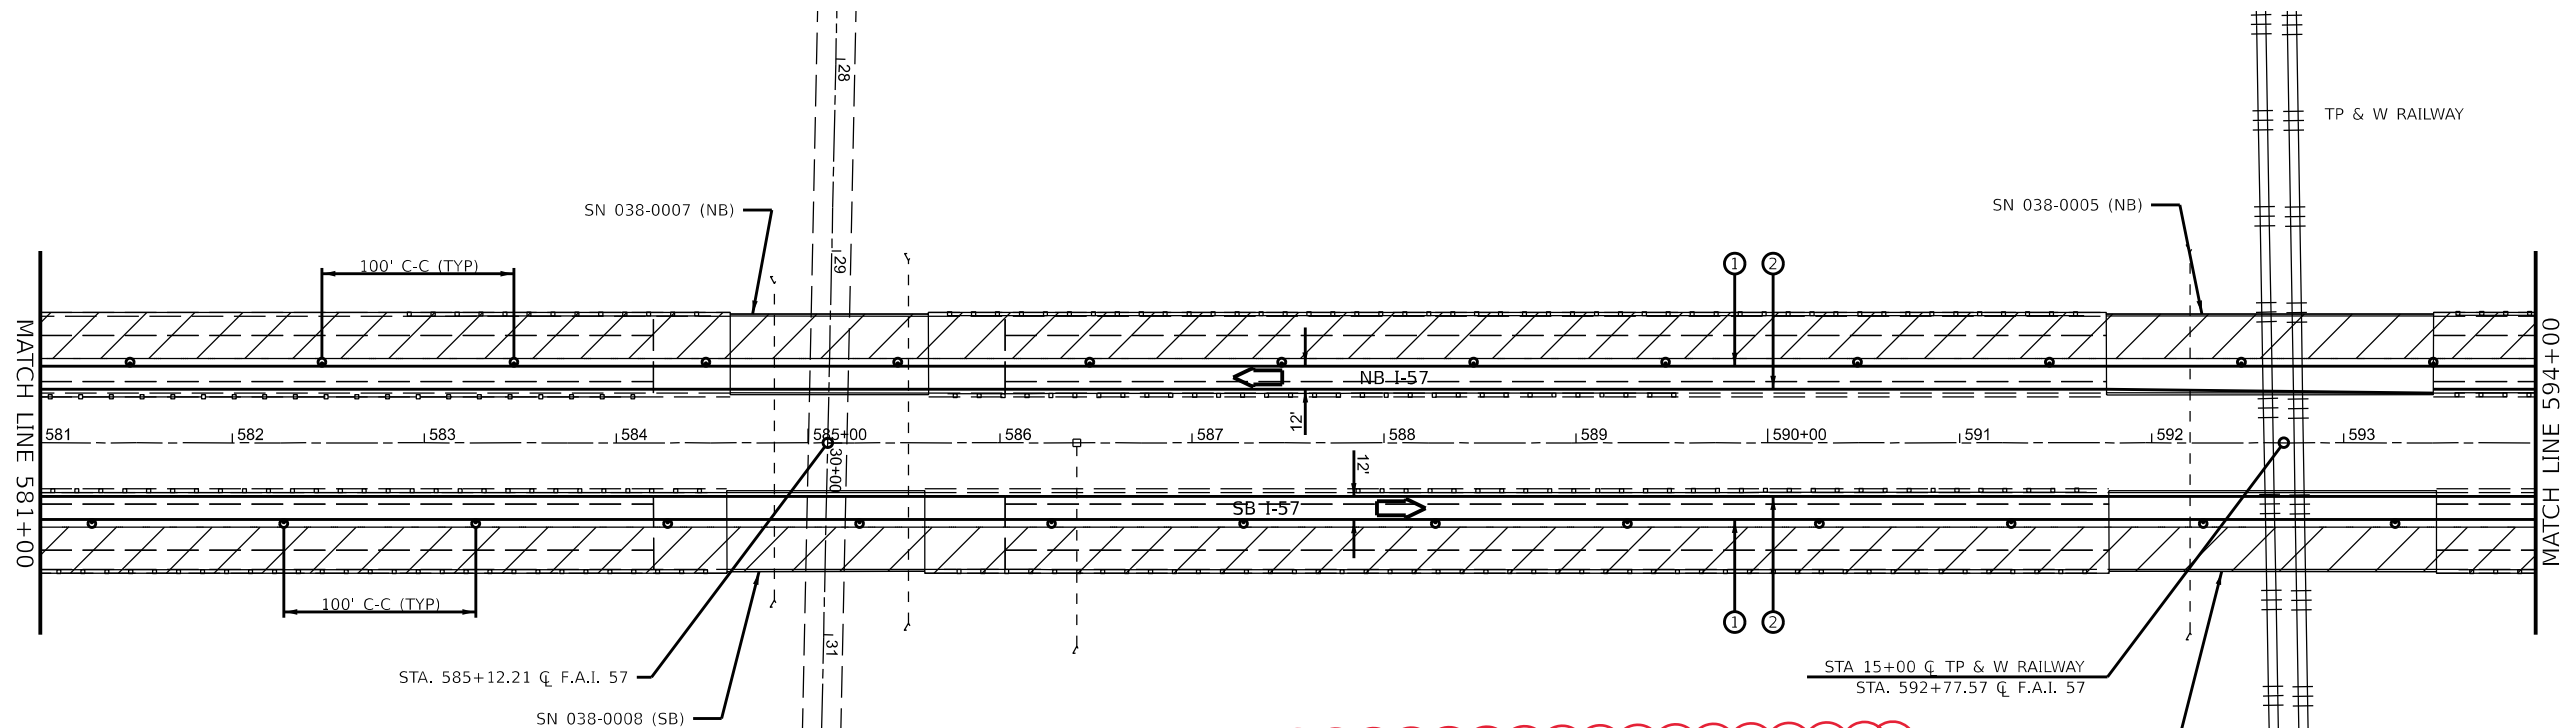 28
TP & W RAILWAY
SN 038-0007 (NB)
SN 038-0005 (NB)
29
100' C-C (TYP)
1
2
MATCH LINE 581+00
MATCH LINE 594+00
NB I-57
12'
581
582
583
584
585+00
586
587
588
589
590+00
591
592
593
30+00
12'
SB I-57
100' C-C (TYP)
1
2
31
STA. 585+12.21 ℄ F.A.I. 57
STA 15+00 ℄ TP & W RAILWAY
STA. 592+77.57 ℄ F.A.I. 57
SN 038-0008 (SB)